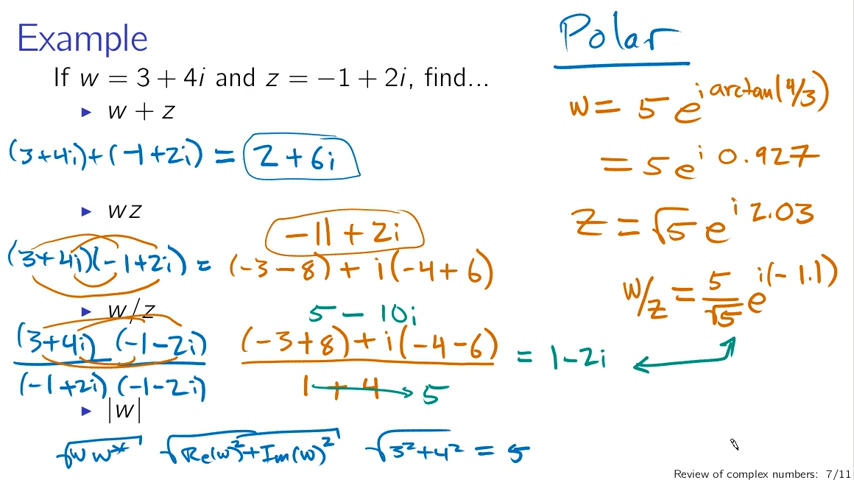 Example
If w = 3 + 4i and z = −1 + 2i, find...
▶ w + z
(3+4i)+(−1+2i) = 2+6i
▶ wz
−11+2i
(3+4i)(−1+2i) = (−3−8)+i(−4+6)
▶ w/z
5−10i
(3+4i) (−1−2i) (−3+8)+i(−4−6)
= 1−2i
(−1+2i) (−1−2i) 1+4 5
▶ |w|
√ww* √Re(w)²+Im(w)² √3²+4² = 5
Polar
w = 5 e^{i arctan(4/3)}
= 5e^{i 0.927}
z = √5 e^{i 2.03}
w/z = 5/√5 e^{i(−1.1)}
Review of complex numbers: 7/11